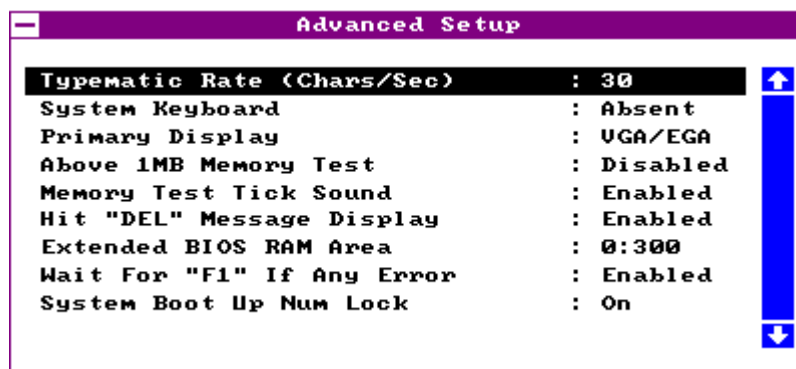 Advanced Setup
Typematic Rate (Chars/Sec) : 30
System Keyboard : Absent
Primary Display : VGA/EGA
Above 1MB Memory Test : Disabled
Memory Test Tick Sound : Enabled
Hit "DEL" Message Display : Enabled
Extended BIOS RAM Area : 0:300
Wait For "F1" If Any Error : Enabled
System Boot Up Num Lock : On